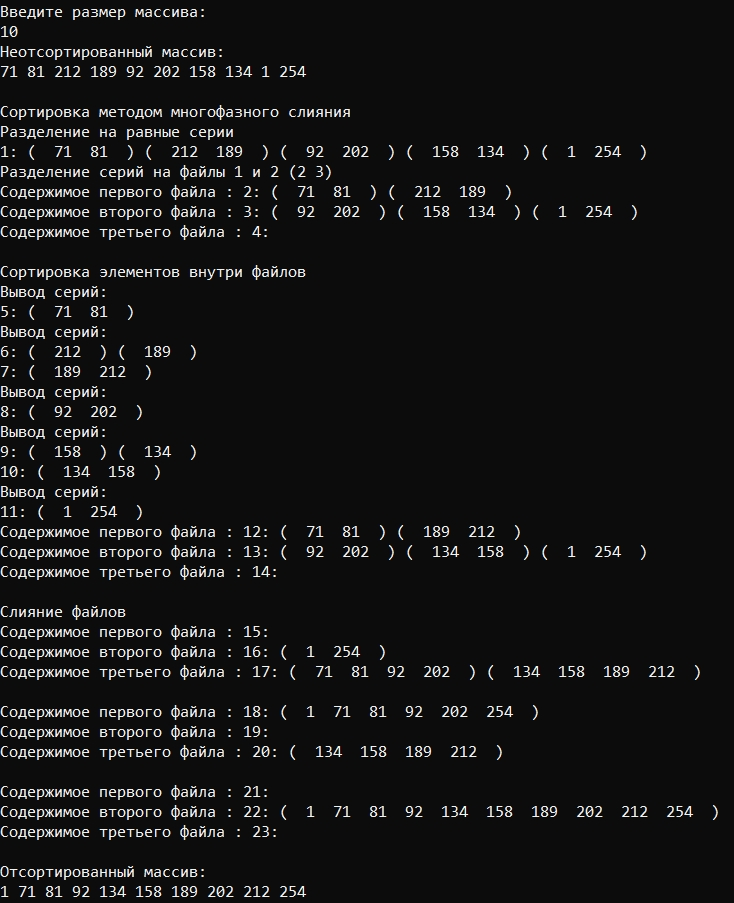 Введите размер массива:
10
Неотсортированный массив:
71 81 212 189 92 202 158 134 1 254
Сортировка методом многофазного слияния
Разделение на равные серии
1: (  71  81  ) (  212  189  ) (  92  202  ) (  158  134  ) (  1  254  )
Разделение серий на файлы 1 и 2 (2 3)
Содержимое первого файла : 2: (  71  81  ) (  212  189  )
Содержимое второго файла : 3: (  92  202  ) (  158  134  ) (  1  254  )
Содержимое третьего файла : 4:
Сортировка элементов внутри файлов
Вывод серий:
5: (  71  81  )
Вывод серий:
6: (  212  ) (  189  )
7: (  189  212  )
Вывод серий:
8: (  92  202  )
Вывод серий:
9: (  158  ) (  134  )
10: (  134  158  )
Вывод серий:
11: (  1  254  )
Содержимое первого файла : 12: (  71  81  ) (  189  212  )
Содержимое второго файла : 13: (  92  202  ) (  134  158  ) (  1  254  )
Содержимое третьего файла : 14:
Слияние файлов
Содержимое первого файла : 15:
Содержимое второго файла : 16: (  1  254  )
Содержимое третьего файла : 17: (  71  81  92  202  ) (  134  158  189  212  )
Содержимое первого файла : 18: (  1  71  81  92  202  254  )
Содержимое второго файла : 19:
Содержимое третьего файла : 20: (  134  158  189  212  )
Содержимое первого файла : 21:
Содержимое второго файла : 22: (  1  71  81  92  134  158  189  202  212  254  )
Содержимое третьего файла : 23:
Отсортированный массив:
1 71 81 92 134 158 189 202 212 254